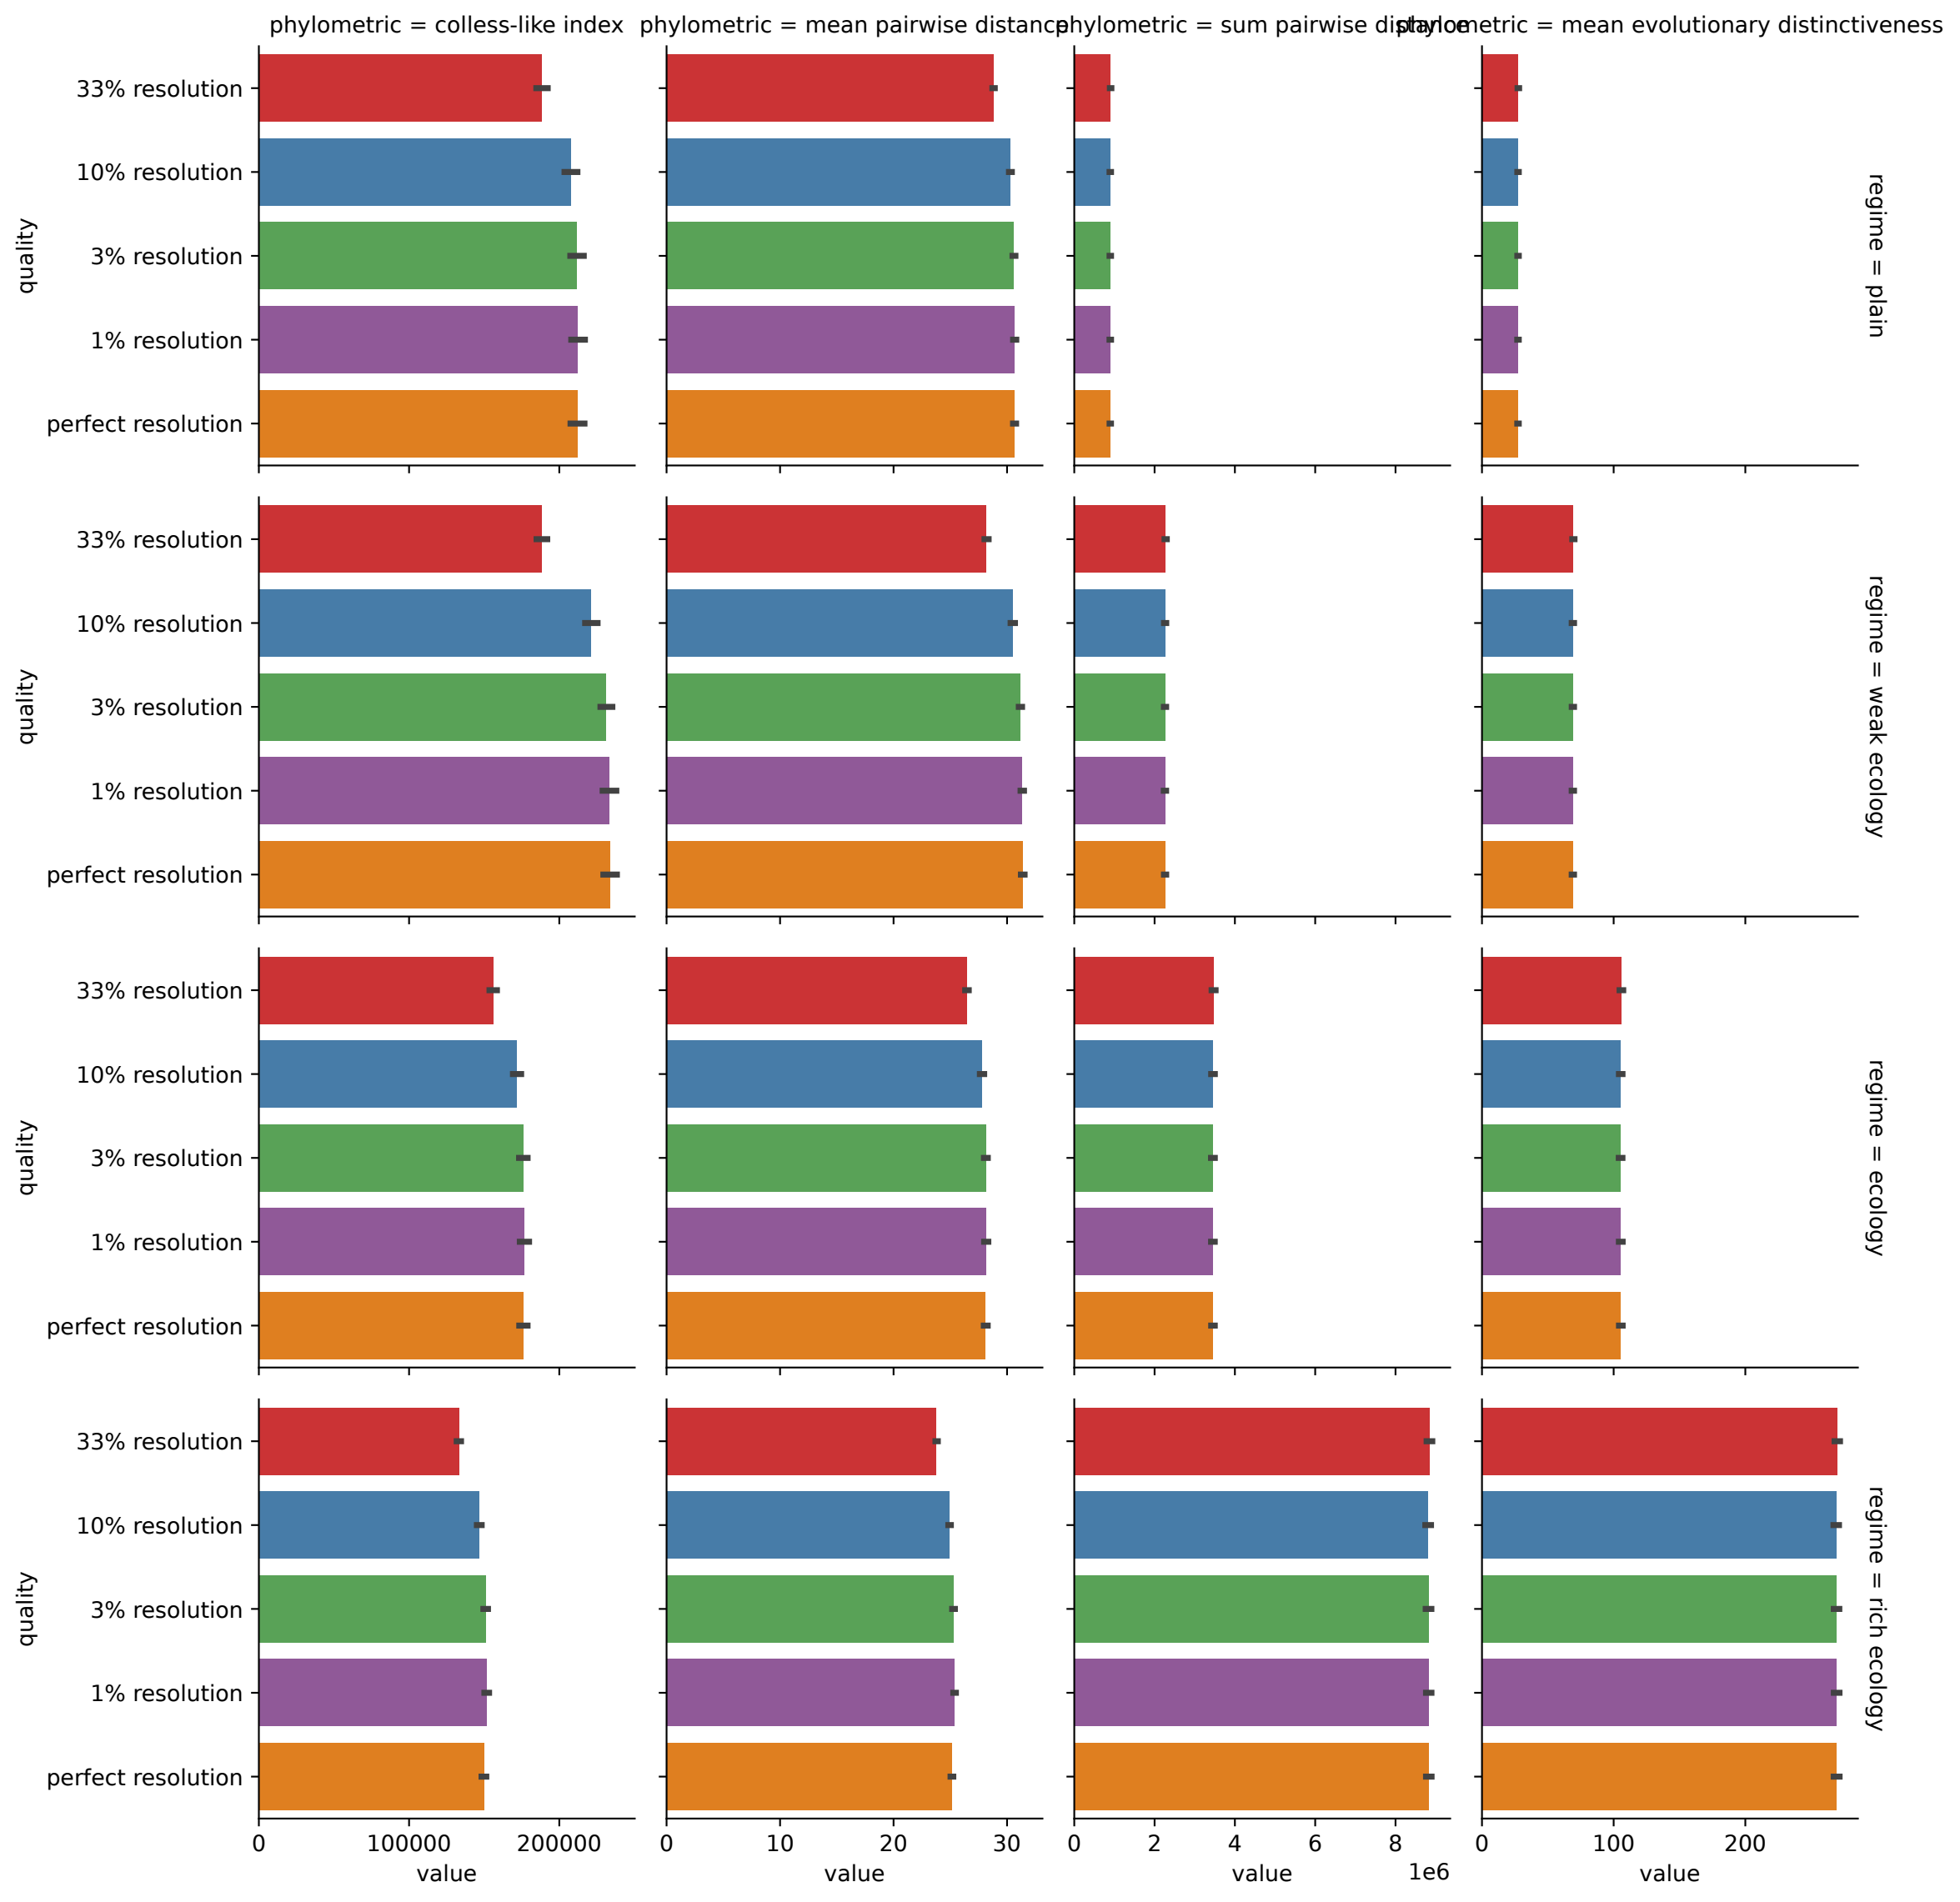 phylometric = colless-like index
phylometric = mean pairwise distance
phylometric = sum pairwise distance
phylometric = mean evolutionary distinctiveness
quality
33% resolution
10% resolution
3% resolution
1% resolution
perfect resolution
regime = plain
quality
33% resolution
10% resolution
3% resolution
1% resolution
perfect resolution
regime = weak ecology
quality
33% resolution
10% resolution
3% resolution
1% resolution
perfect resolution
regime = ecology
quality
33% resolution
10% resolution
3% resolution
1% resolution
perfect resolution
regime = rich ecology
0 100000 200000
0 10 20 30
0 2 4 6 8
0 100 200
1e6
value
value
value
value